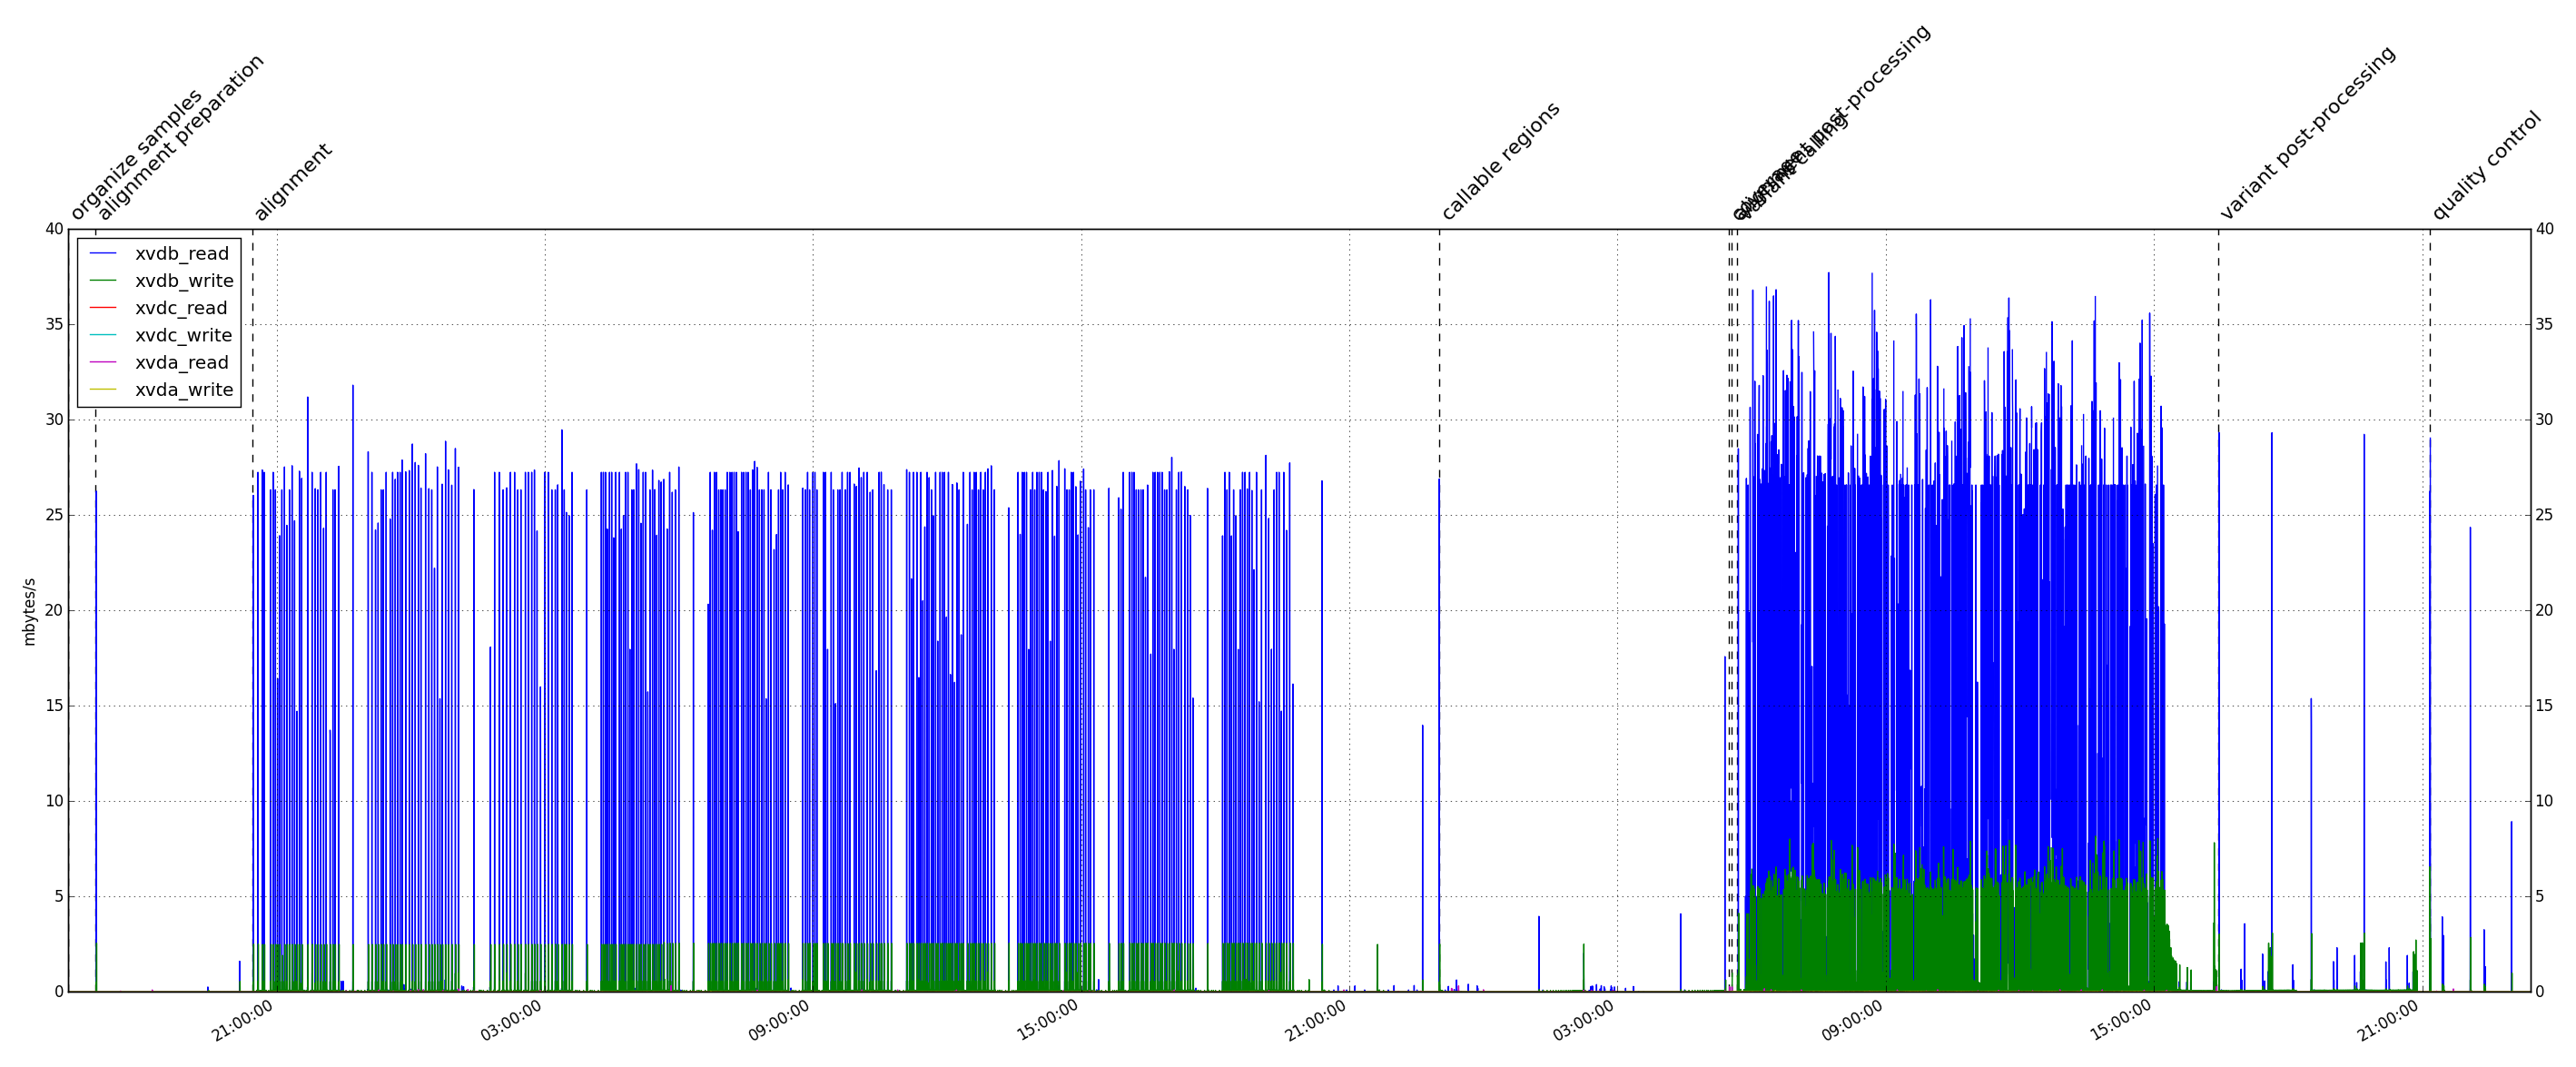 organize samples
alignment preparation
alignment
callable regions
post-processing
calling
variant post-processing
quality control
40
35
30
25
20
15
10
5
0
mbytes/s
xvdb_read
xvdb_write
xvdc_read
xvdc_write
xvda_read
xvda_write
40
35
30
25
20
15
10
5
0
21:00:00
03:00:00
09:00:00
15:00:00
21:00:00
03:00:00
09:00:00
15:00:00
21:00:00